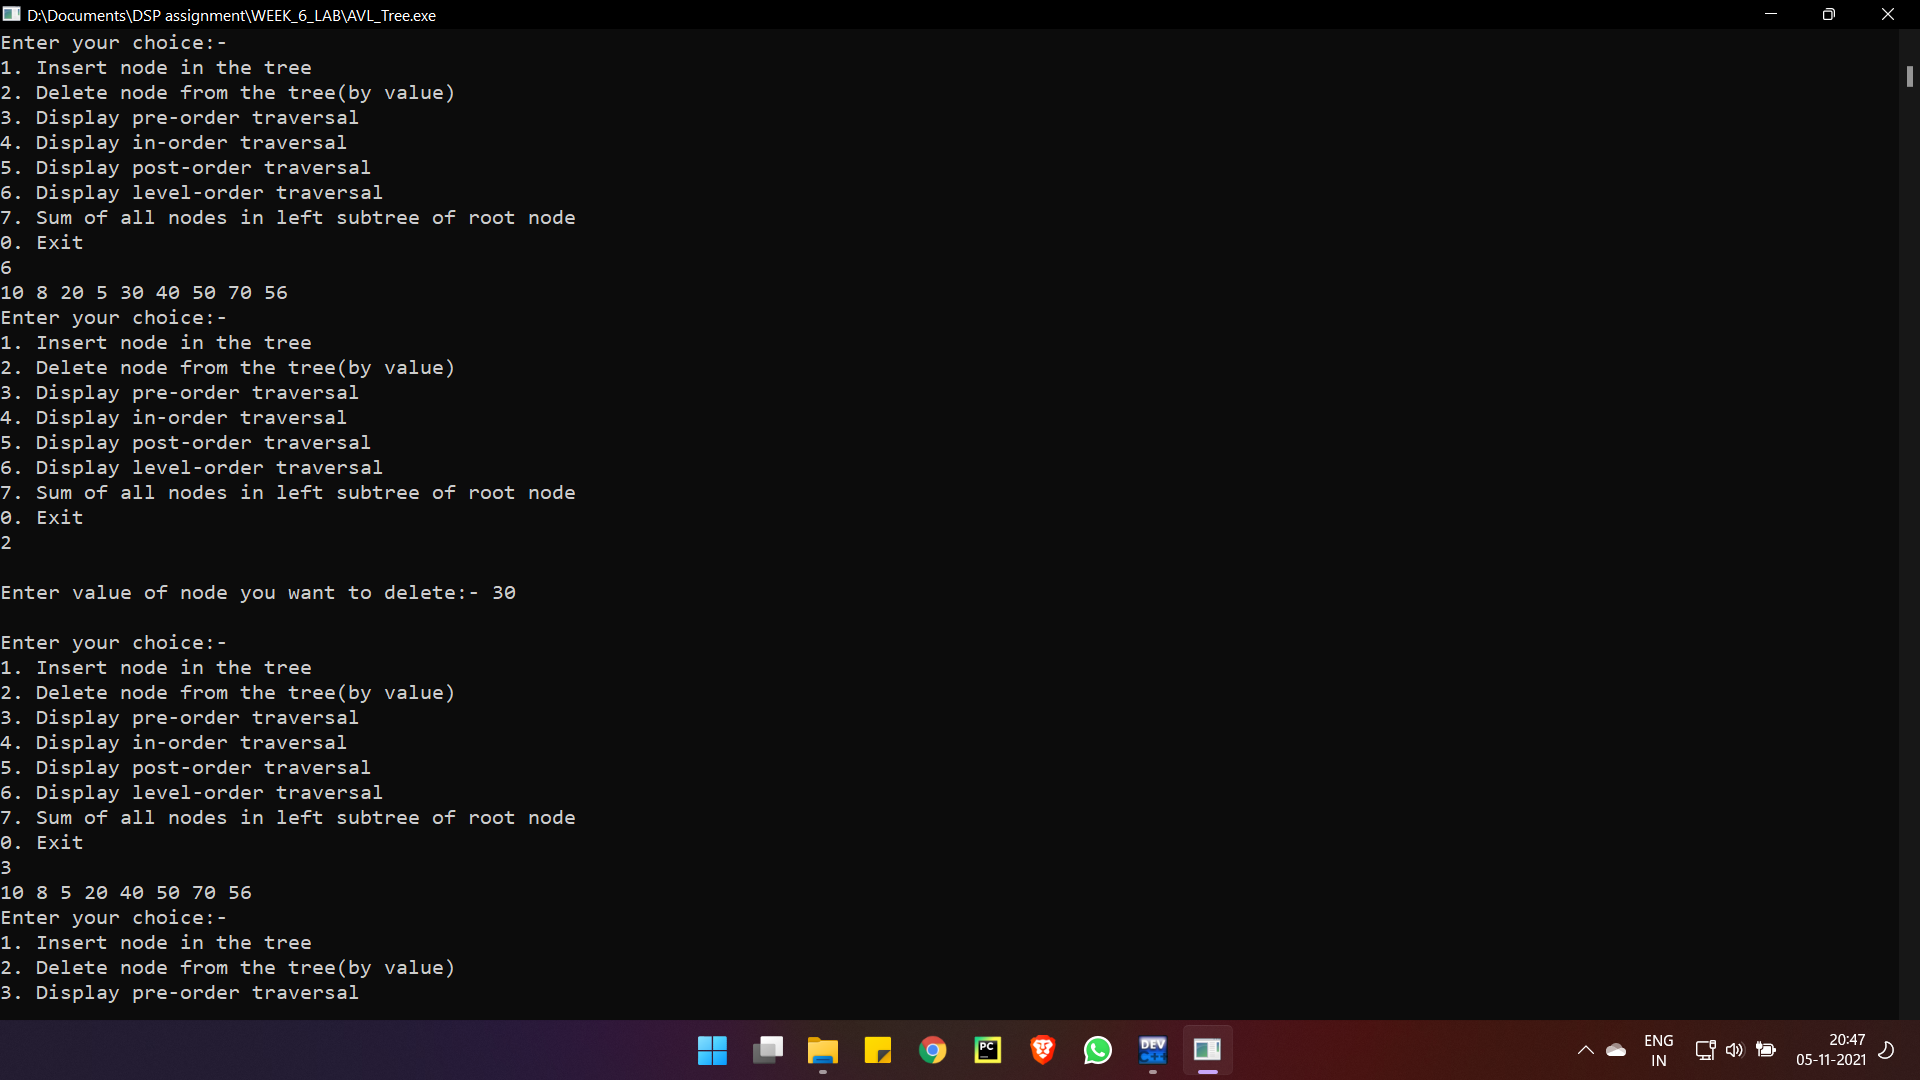 D:\Documents\DSP assignment\WEEK_6_LAB\AVL_Tree.exe
Enter your choice:-
1. Insert node in the tree
2. Delete node from the tree(by value)
3. Display pre-order traversal
4. Display in-order traversal
5. Display post-order traversal
6. Display level-order traversal
7. Sum of all nodes in left subtree of root node
0. Exit
6
10 8 20 5 30 40 50 70 56
Enter your choice:-
1. Insert node in the tree
2. Delete node from the tree(by value)
3. Display pre-order traversal
4. Display in-order traversal
5. Display post-order traversal
6. Display level-order traversal
7. Sum of all nodes in left subtree of root node
0. Exit
2
Enter value of node you want to delete:- 30
Enter your choice:-
1. Insert node in the tree
2. Delete node from the tree(by value)
3. Display pre-order traversal
4. Display in-order traversal
5. Display post-order traversal
6. Display level-order traversal
7. Sum of all nodes in left subtree of root node
0. Exit
3
10 8 5 20 40 50 70 56
Enter your choice:-
1. Insert node in the tree
2. Delete node from the tree(by value)
3. Display pre-order traversal
PC
DEV
C++
ENG
IN
20:47
05-11-2021